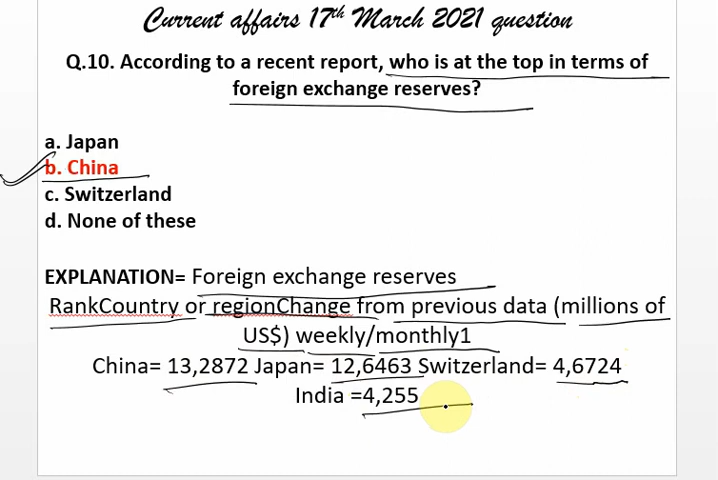 Current affairs 17th March 2021 question
Q.10. According to a recent report, who is at the top in terms of
foreign exchange reserves?
a. Japan
b. China
c. Switzerland
d. None of these
EXPLANATION= Foreign exchange reserves
RankCountry or regionChange from previous data (millions of
US$) weekly/monthly1
China= 13,2872 Japan= 12,6463 Switzerland= 4,6724
India =4,255